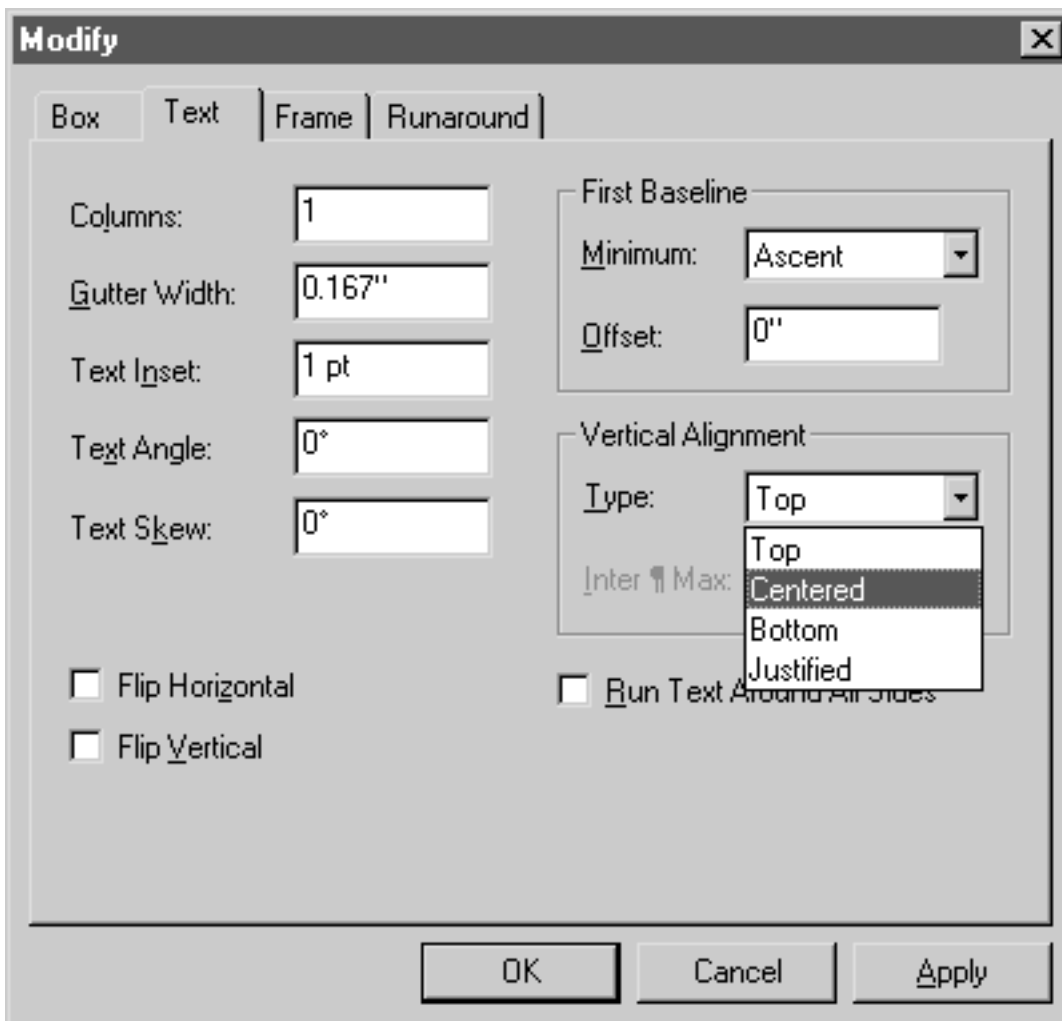 Modify
Box Text Frame Runaround
Columns: 1
Gutter Width: 0.167"
Text Inset: 1 pt
Text Angle: 0°
Text Skew: 0°
Flip Horizontal
Flip Vertical
First Baseline
Minimum: Ascent
Offset: 0"
Vertical Alignment
Type: Top
Top
Centered
Bottom
Justified
Inter ¶ Max:
Run Text Around All Sides
OK Cancel Apply